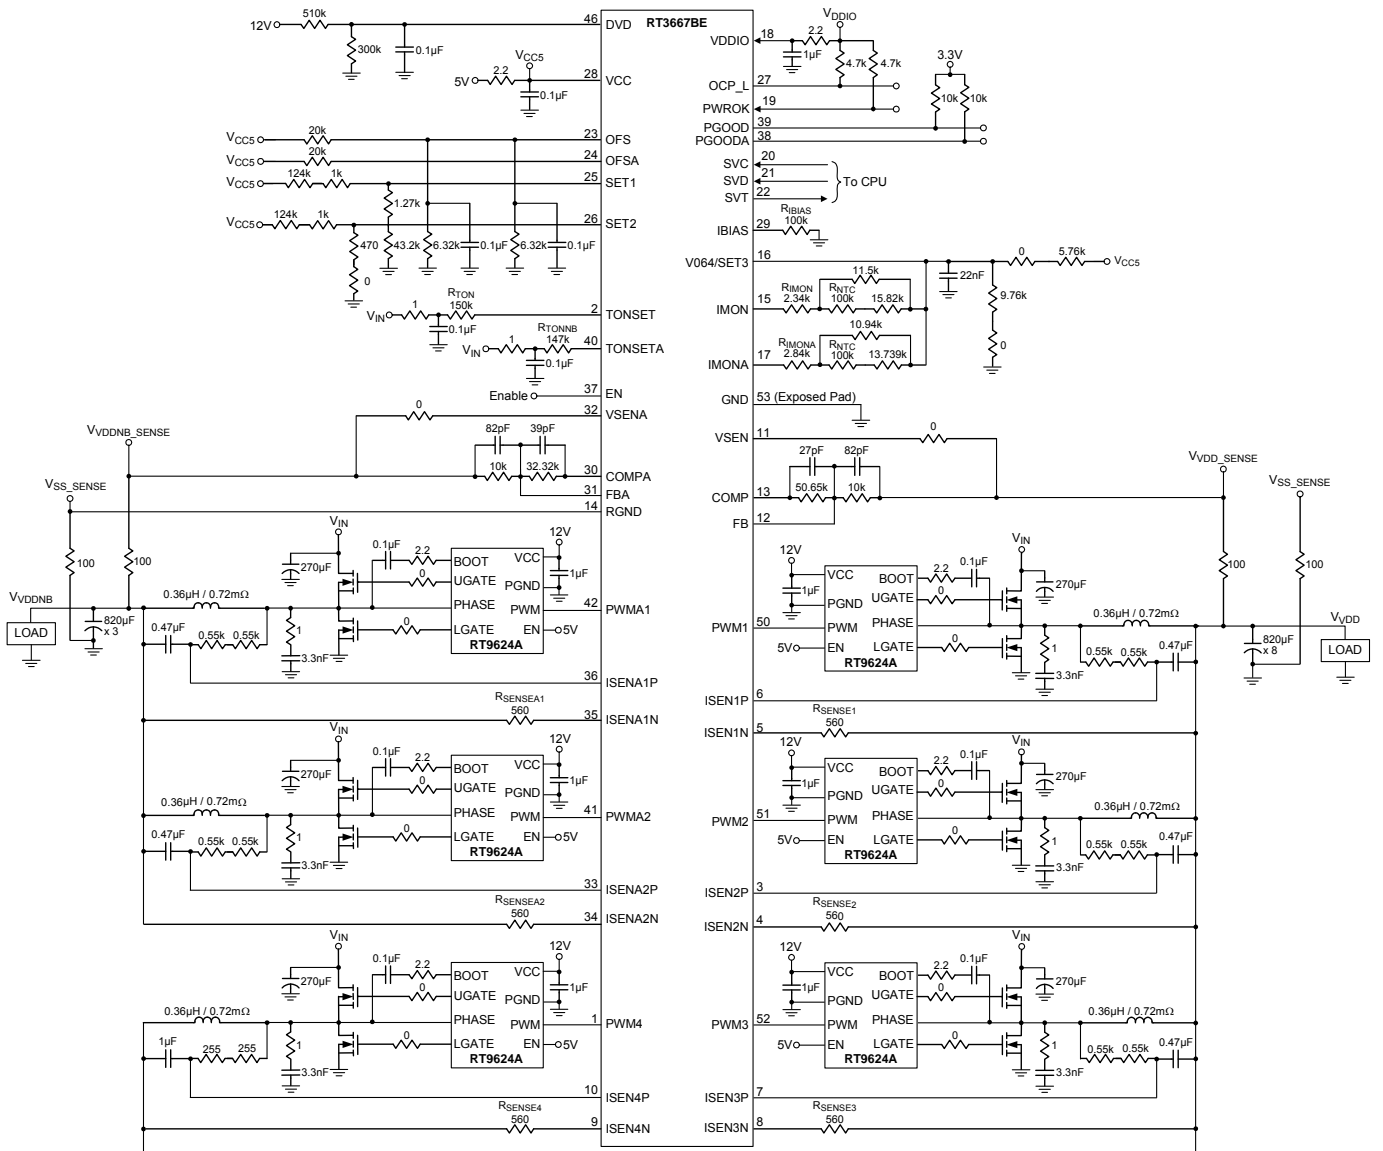 RT3667BE
12V
510k
300k
0.1µF
46 DVD
VCC5
5V
2.2
0.1µF
28 VCC
VCC5
20k
23 OFS
VCC5
20k
24 OFSA
VCC5
124k
1k
25 SET1
1.27k
VCC5
124k
1k
26 SET2
470
43.2k
6.32k
0.1µF
6.32k
0.1µF
0
VIN
1
RTON
150k
0.1µF
2 TONSET
VIN
1
RTONNB
147k
0.1µF
40 TONSETA
Enable
37 EN
0
32 VSENA
VVDDNB_SENSE
82pF
39pF
10k
32.32k
30 COMPA
31 FBA
VSS_SENSE
14 RGND
100
100
VVDDNB
LOAD
820µF
x 3
VIN
270µF
0.1µF
2.2
0
0
BOOT
UGATE
PHASE
LGATE
VCC
PGND
PWM
EN
RT9624A
12V
1µF
5V
42 PWMA1
0.36µH / 0.72mΩ
0.47µF
0.55k
0.55k
1
3.3nF
36 ISENA1P
RSENSEA1
560
35 ISENA1N
VIN
270µF
0.1µF
2.2
0
0
BOOT
UGATE
PHASE
LGATE
VCC
PGND
PWM
EN
RT9624A
12V
1µF
5V
41 PWMA2
0.36µH / 0.72mΩ
0.47µF
0.55k
0.55k
1
3.3nF
33 ISENA2P
RSENSEA2
560
34 ISENA2N
VIN
270µF
0.1µF
2.2
0
0
BOOT
UGATE
PHASE
LGATE
VCC
PGND
PWM
EN
RT9624A
12V
1µF
5V
1 PWM4
0.36µH / 0.72mΩ
1µF
255
255
1
3.3nF
10 ISEN4P
RSENSE4
560
9 ISEN4N
VDDIO
VDDIO 18
2.2
1µF
4.7k
4.7k
3.3V
OCP_L 27
PWROK 19
10k
10k
PGOOD 39
PGOODA 38
SVC 20
SVD 21
SVT 22
To CPU
IBIAS 29
RIBIAS
100k
V064/SET3 16
0
5.76k
VCC5
22nF
9.76k
0
11.5k
IMON 15
RIMON
2.34k
RNTC
100k
15.82k
10.94k
IMONA 17
RIMONA
2.84k
RNTC
100k
13.739k
GND 53 (Exposed Pad)
VSEN 11
0
27pF
82pF
COMP 13
50.65k
10k
FB 12
VVDD_SENSE
VSS_SENSE
100
100
VVDD
LOAD
820µF
x 8
12V
1µF
VCC
PGND
PWM
EN
BOOT
UGATE
PHASE
LGATE
RT9624A
PWM1 50
5V
2.2
0.1µF
0
0
VIN
270µF
0.36µH / 0.72mΩ
1
3.3nF
0.55k
0.55k
0.47µF
ISEN1P 6
RSENSE1
560
ISEN1N 5
12V
1µF
VCC
PGND
PWM
EN
BOOT
UGATE
PHASE
LGATE
RT9624A
PWM2 51
5V
2.2
0.1µF
0
0
VIN
270µF
0.36µH / 0.72mΩ
1
3.3nF
0.55k
0.55k
0.47µF
ISEN2P 3
RSENSE2
560
ISEN2N 4
12V
1µF
VCC
PGND
PWM
EN
BOOT
UGATE
PHASE
LGATE
RT9624A
PWM3 52
5V
2.2
0.1µF
0
0
VIN
270µF
0.36µH / 0.72mΩ
1
3.3nF
0.55k
0.55k
0.47µF
ISEN3P 7
RSENSE3
560
ISEN3N 8